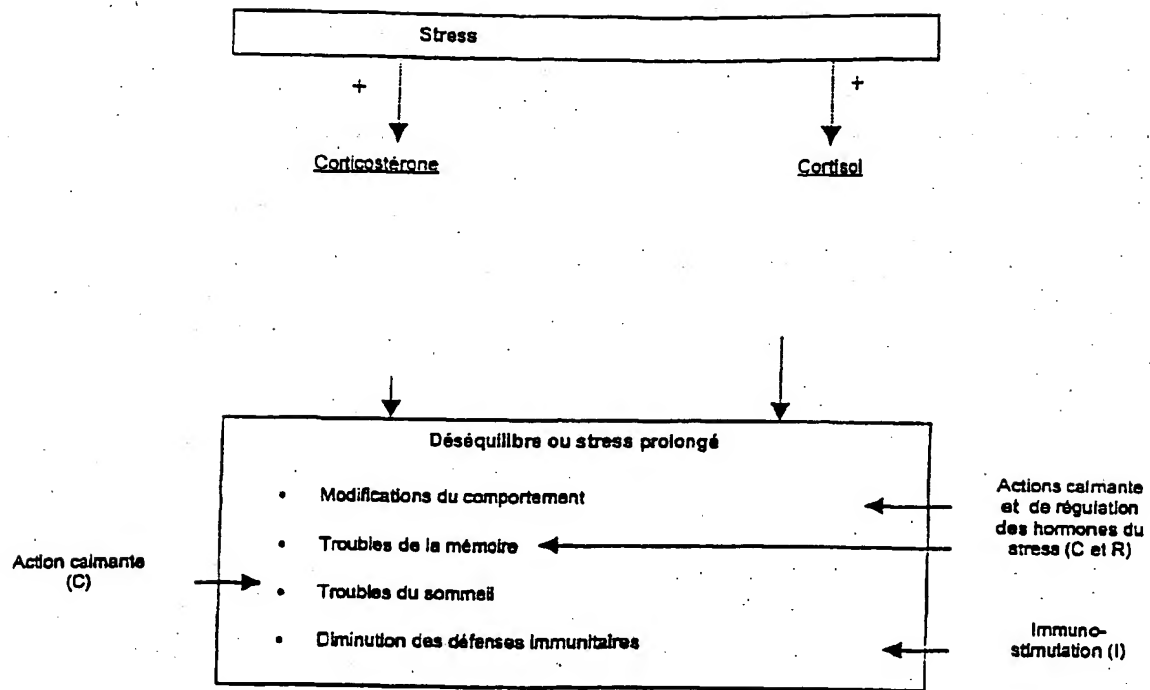 Stress
+
+
Corticostérone
Cortisol
Déséquilibre ou stress prolongé
• Modifications du comportement
• Troubles de la mémoire
• Troubles du sommeil
• Diminution des défenses immunitaires
Action calmante
(C)
Actions calmante
et de régulation
des hormones du
stress (C et R)
Immuno-
stimulation (I)